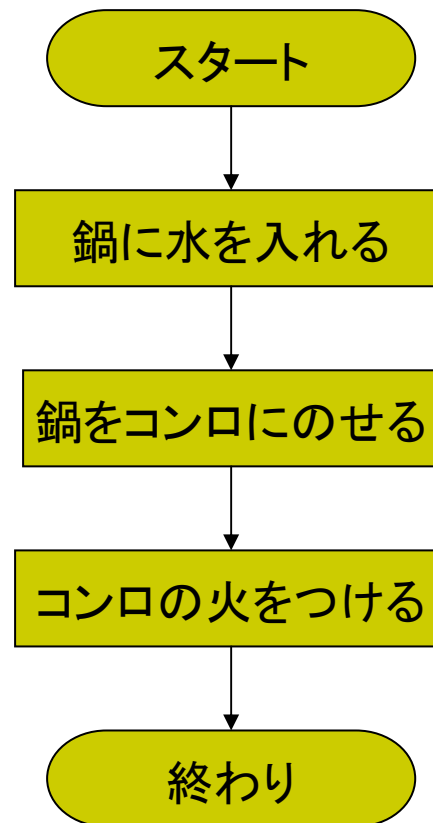 スタート
鍋に水を入れる
鍋をコンロにのせる
コンロの火をつける
終わり